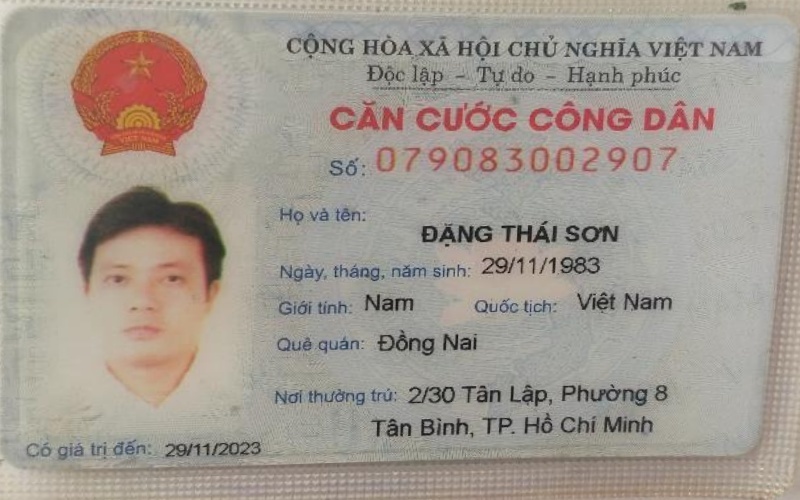 CỘNG HÒA XÃ HỘI CHỦ NGHĨA VIỆT NAM
Độc lập - Tự do - Hạnh phúc
CĂN CƯỚC CÔNG DÂN
Số: 079083002907
Họ và tên:
ĐẶNG THÁI SƠN
Ngày, tháng, năm sinh: 29/11/1983
Giới tính: Nam Quốc tịch: Việt Nam
Quê quán: Đồng Nai
Nơi thường trú: 2/30 Tân Lập, Phường 8
Tân Bình, TP. Hồ Chí Minh
Có giá trị đến: 29/11/2023